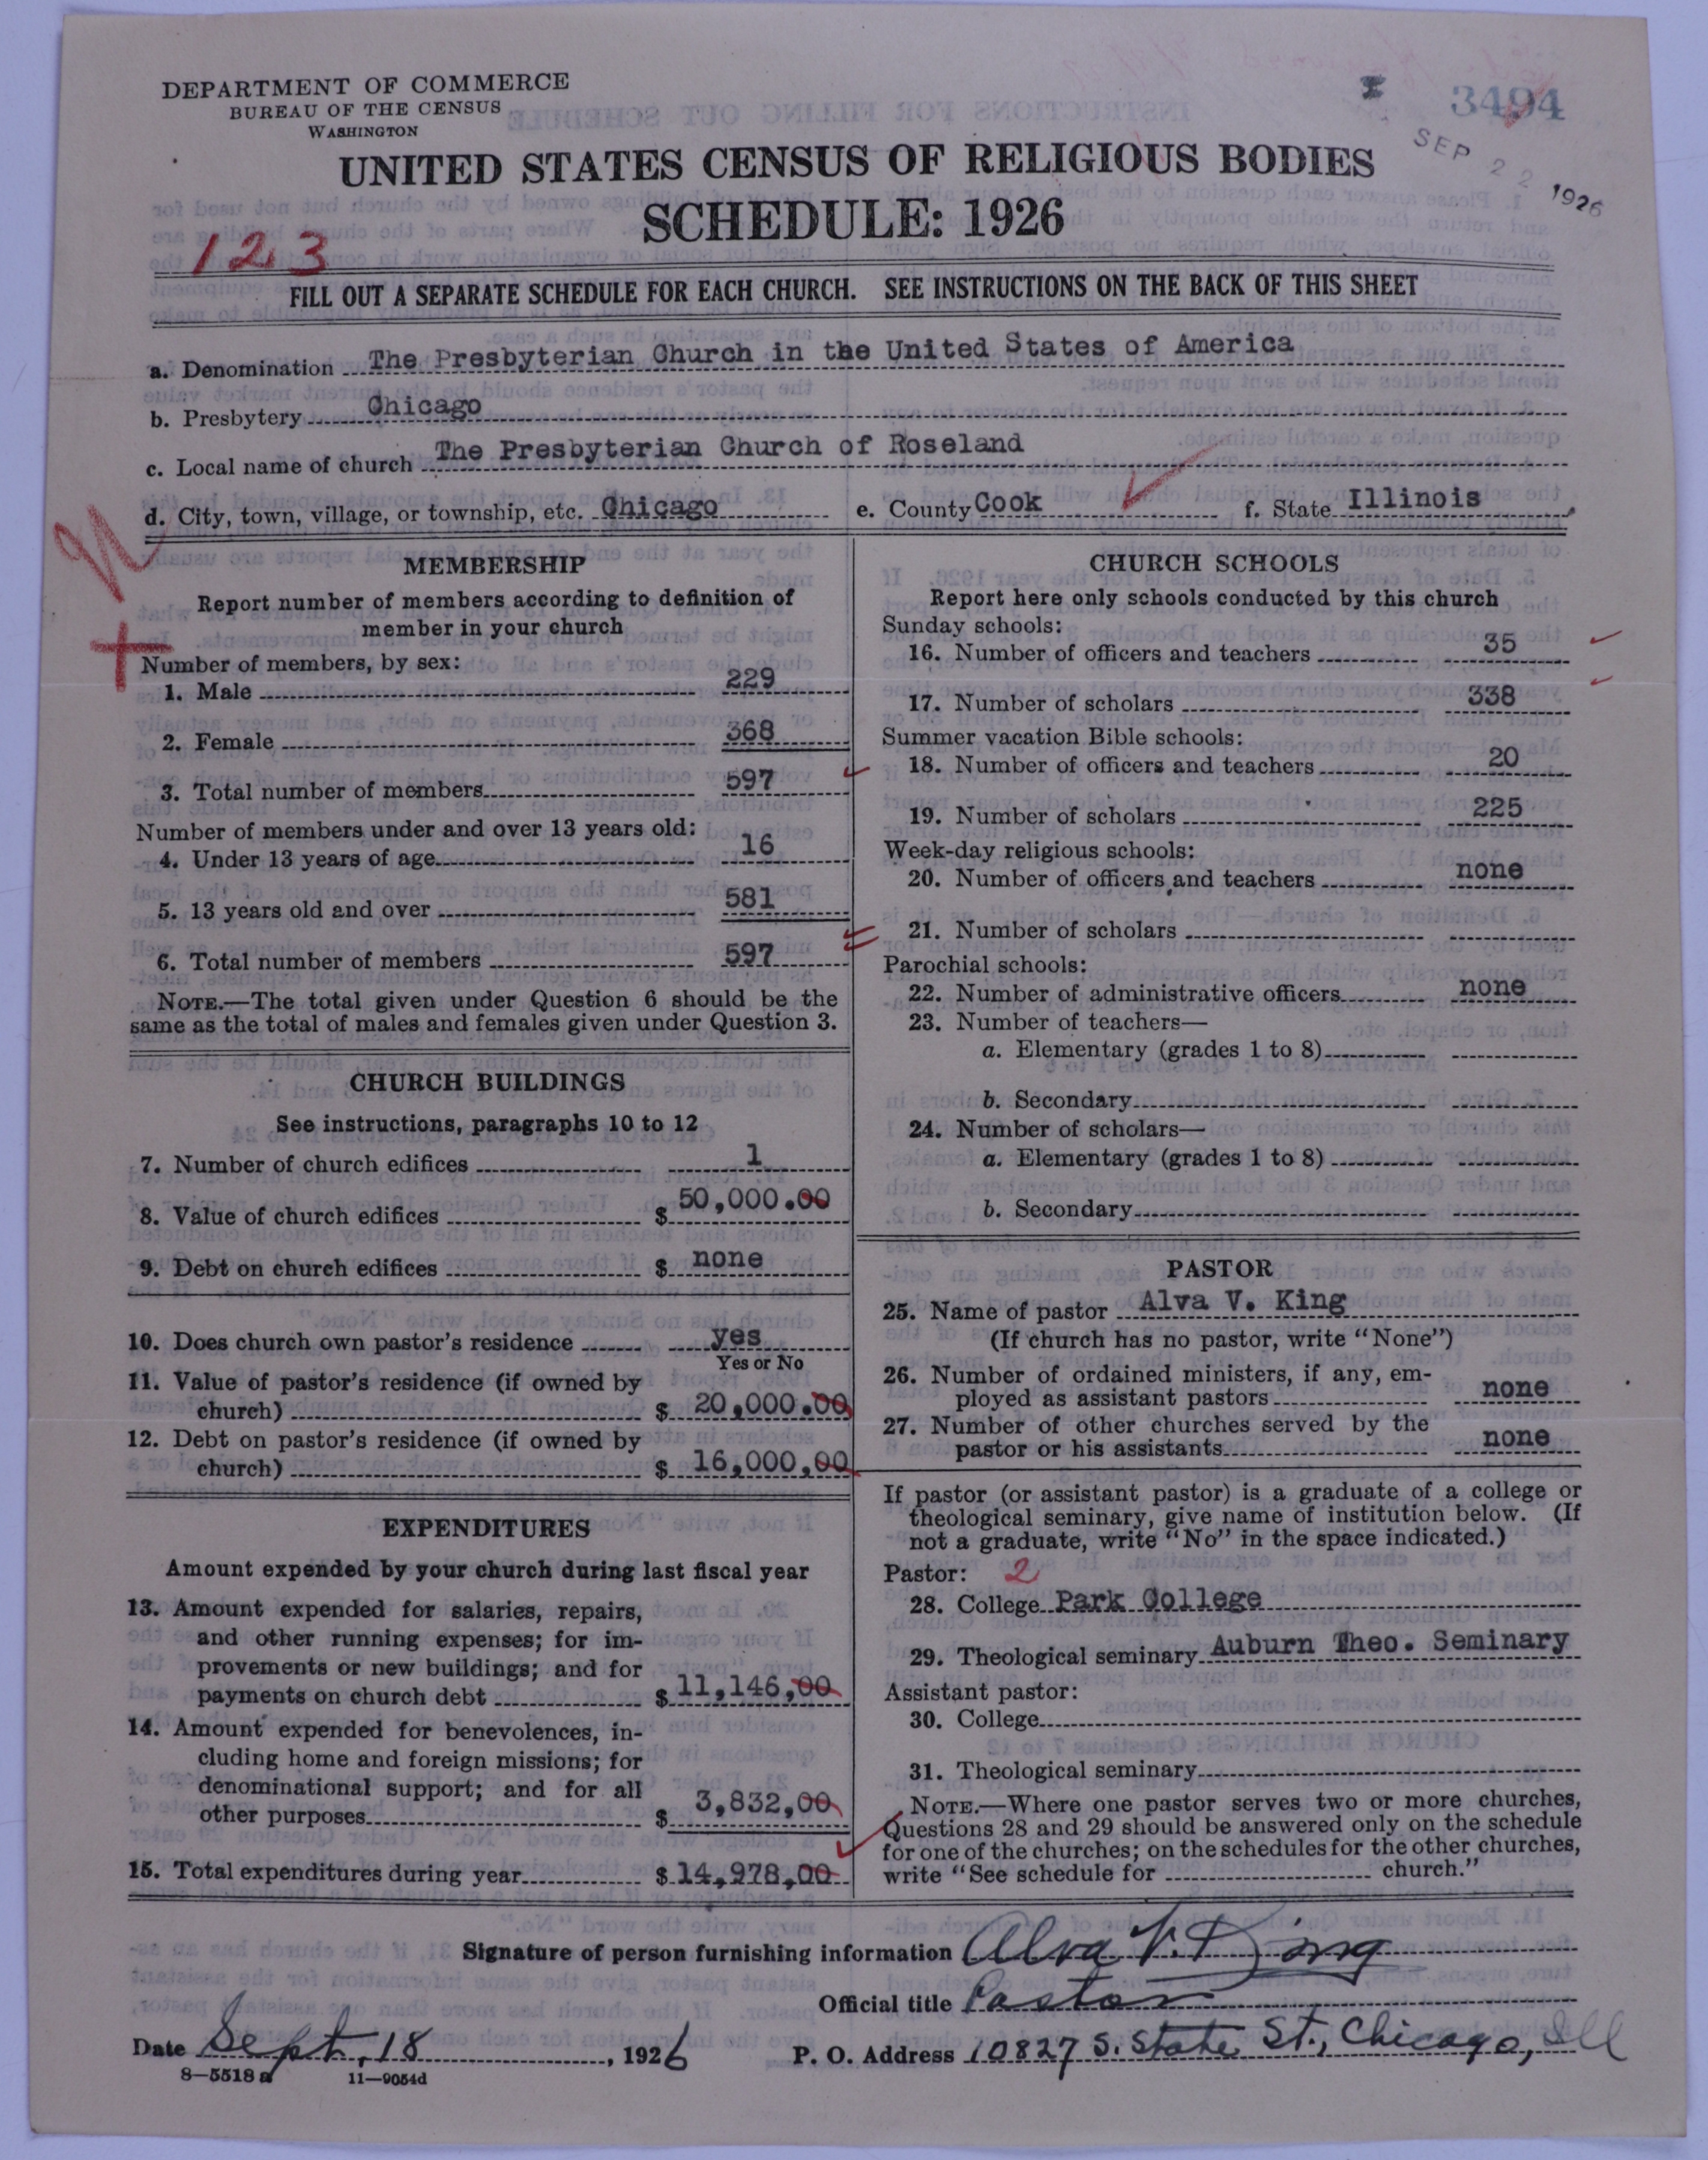 DEPARTMENT OF COMMERCE
BUREAU OF THE CENSUS
WASHINGTON
I
3494
SEP 22 1926
UNITED STATES CENSUS OF RELIGIOUS BODIES
SCHEDULE: 1926
123
FILL OUT A SEPARATE SCHEDULE FOR EACH CHURCH. SEE INSTRUCTIONS ON THE BACK OF THIS SHEET
a. Denomination The Presbyterian Church in the United States of America
b. Presbytery Chicago
c. Local name of church The Presbyterian Church of Roseland
d. City, town, village, or township, etc. Chicago e. County Cook f. State Illinois
MEMBERSHIP
Report number of members according to definition of
member in your church
Number of members, by sex:
1. Male 229
2. Female 368
3. Total number of members 597
Number of members under and over 13 years old:
4. Under 13 years of age 16
5. 13 years old and over 581
6. Total number of members 597
NOTE.—The total given under Question 6 should be the
same as the total of males and females given under Question 3.
CHURCH BUILDINGS
See instructions, paragraphs 10 to 12
7. Number of church edifices 1
8. Value of church edifices $ 50,000.00
9. Debt on church edifices $ none
10. Does church own pastor's residence yes
Yes or No
11. Value of pastor's residence (if owned by
church) $ 20,000.00
12. Debt on pastor's residence (if owned by
church) $ 16,000,00
EXPENDITURES
Amount expended by your church during last fiscal year
13. Amount expended for salaries, repairs,
and other running expenses; for im-
provements or new buildings; and for
payments on church debt $ 11,146,00
14. Amount expended for benevolences, in-
cluding home and foreign missions; for
denominational support; and for all
other purposes $ 3,832,00
15. Total expenditures during year $ 14,978,00
CHURCH SCHOOLS
Report here only schools conducted by this church
Sunday schools:
16. Number of officers and teachers 35
17. Number of scholars 338
Summer vacation Bible schools:
18. Number of officers and teachers 20
19. Number of scholars 225
Week-day religious schools:
20. Number of officers and teachers none
21. Number of scholars
Parochial schools:
22. Number of administrative officers none
23. Number of teachers—
a. Elementary (grades 1 to 8)
b. Secondary
24. Number of scholars—
a. Elementary (grades 1 to 8)
b. Secondary
PASTOR
25. Name of pastor Alva V. King
(If church has no pastor, write "None")
26. Number of ordained ministers, if any, em-
ployed as assistant pastors none
27. Number of other churches served by the
pastor or his assistants none
If pastor (or assistant pastor) is a graduate of a college or
theological seminary, give name of institution below. (If
not a graduate, write "No" in the space indicated.)
Pastor: 2
28. College Park College
29. Theological seminary Auburn Theo. Seminary
Assistant pastor:
30. College
31. Theological seminary
NOTE.—Where one pastor serves two or more churches,
Questions 28 and 29 should be answered only on the schedule
for one of the churches; on the schedules for the other churches,
write "See schedule for church."
Signature of person furnishing information Alva V. King
Official title Pastor
Date Sept, 18, 1926 P. O. Address 10827 S. State St., Chicago, Ill
8—5518a 11—9054d